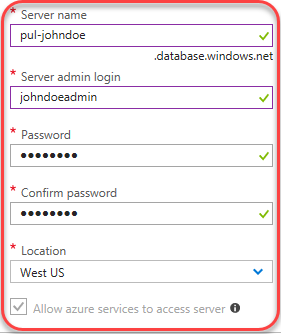 * Server name
pul-johndoe
.database.windows.net
* Server admin login
johndoeadmin
* Password
••••••••
* Confirm password
••••••••
* Location
West US
Allow azure services to access server